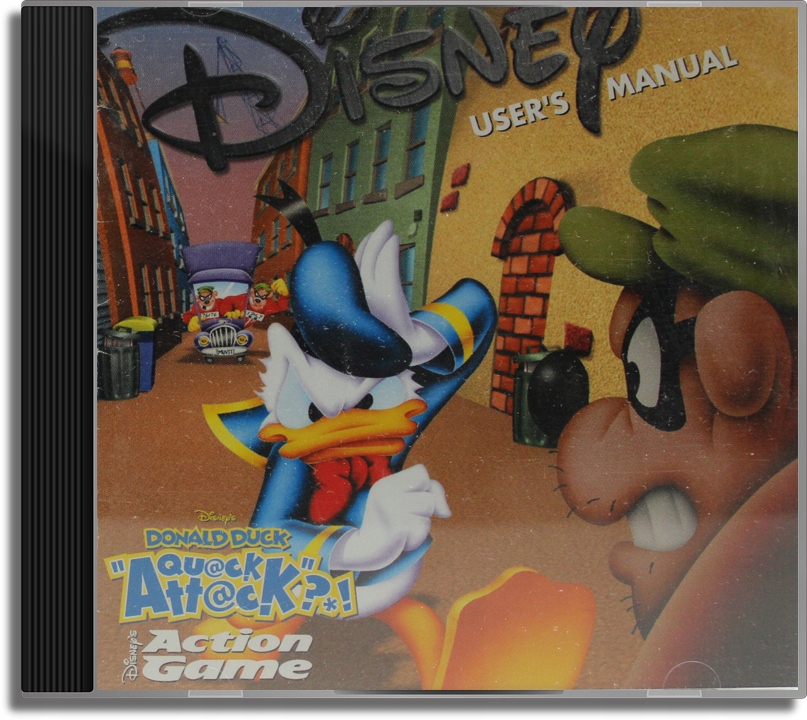 Disney
USER'S MANUAL
Disney's
DONALD DUCK
"QU@CK
Att@cK"?*!
Disney's
Action
Game